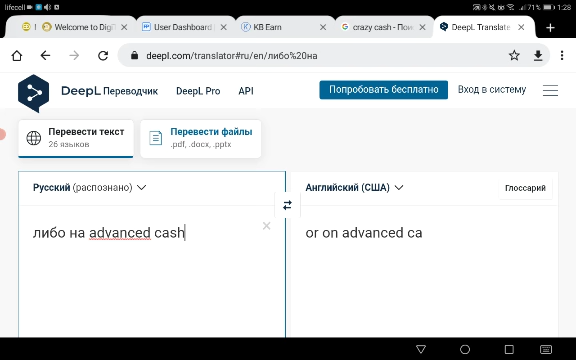 lifecell
71%
1:28
Welcome to Digi
User Dashboard
KB Earn
crazy cash - Пои
DeepL Translate
deepl.com/translator#ru/en/либо%20на
DeepL Переводчик
DeepL Pro
API
Попробовать бесплатно
Вход в систему
Перевести текст
26 языков
Перевести файлы
.pdf, .docx, .pptx
Русский (распознано)
Английский (США)
Глоссарий
либо на advanced cash
or on advanced ca